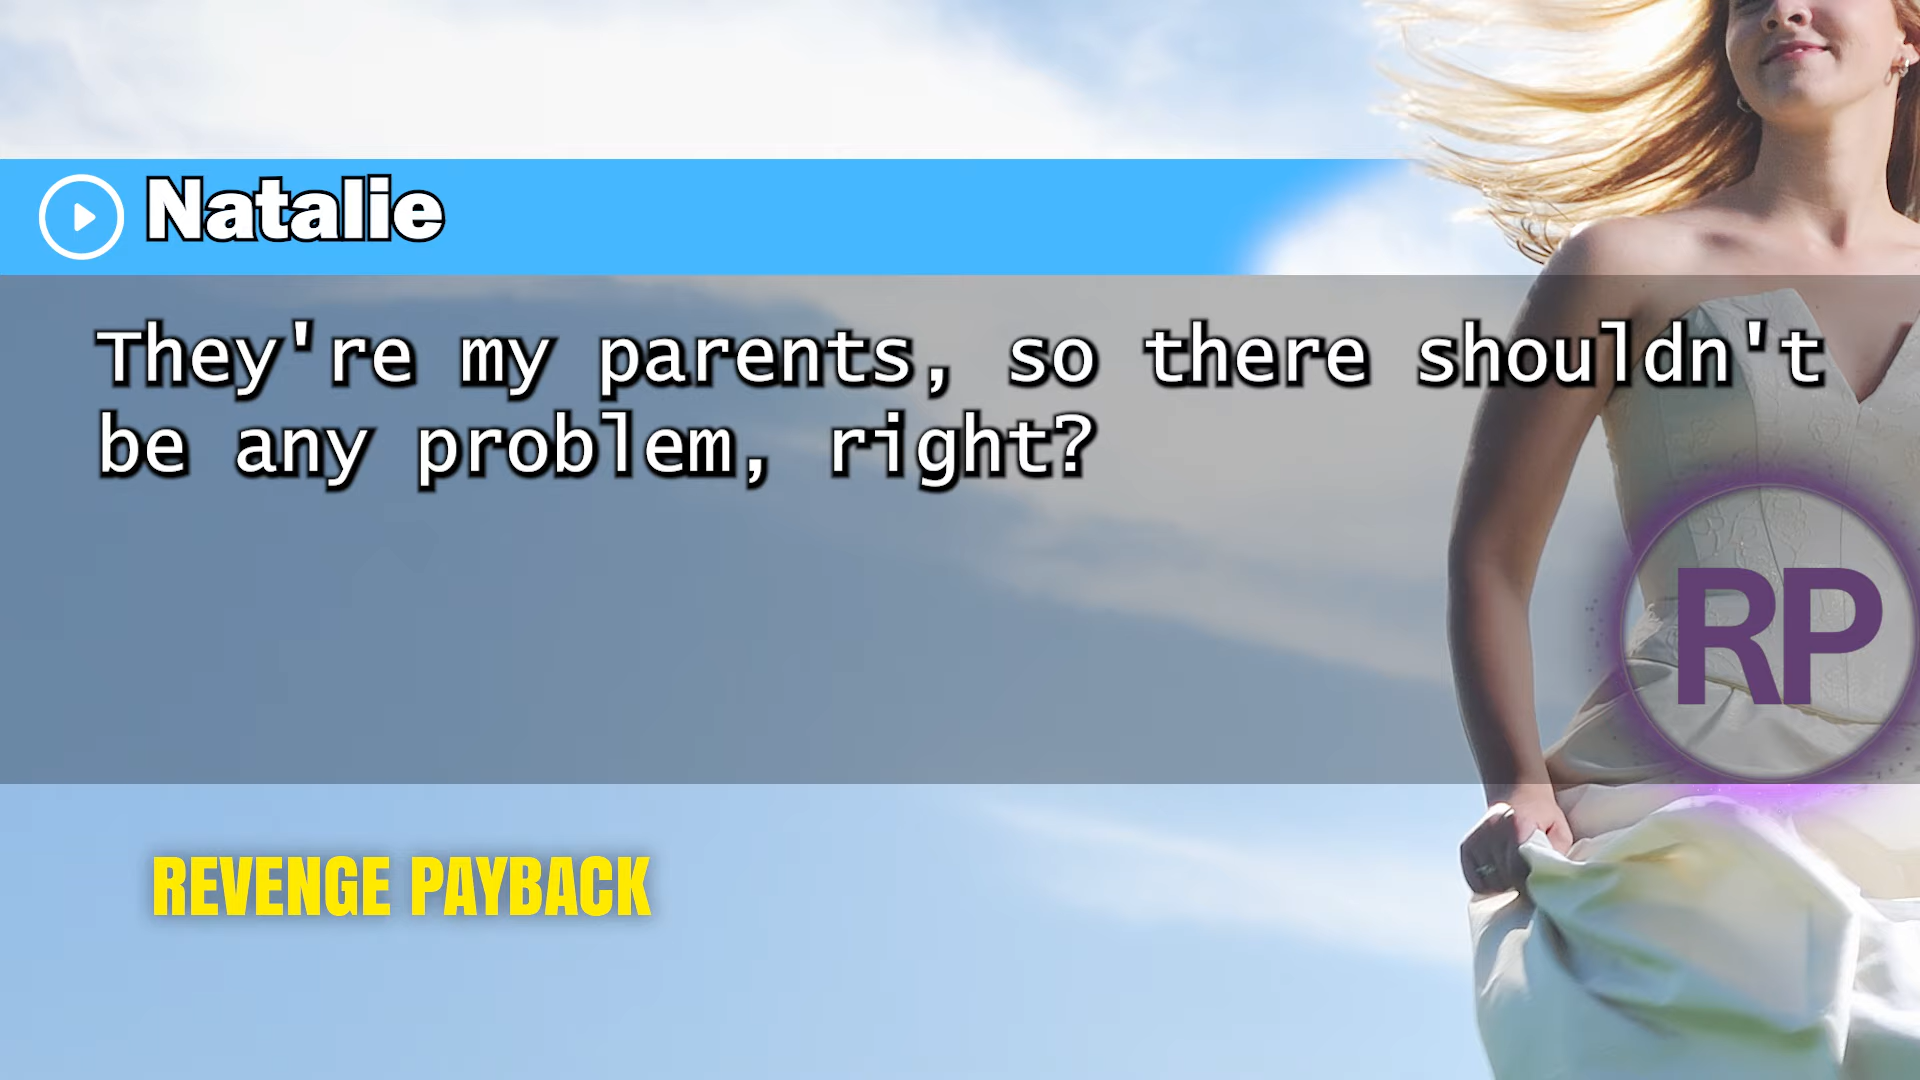 Natalie
They're my parents, so there shouldn't
be any problem, right?
RP
REVENGE PAYBACK